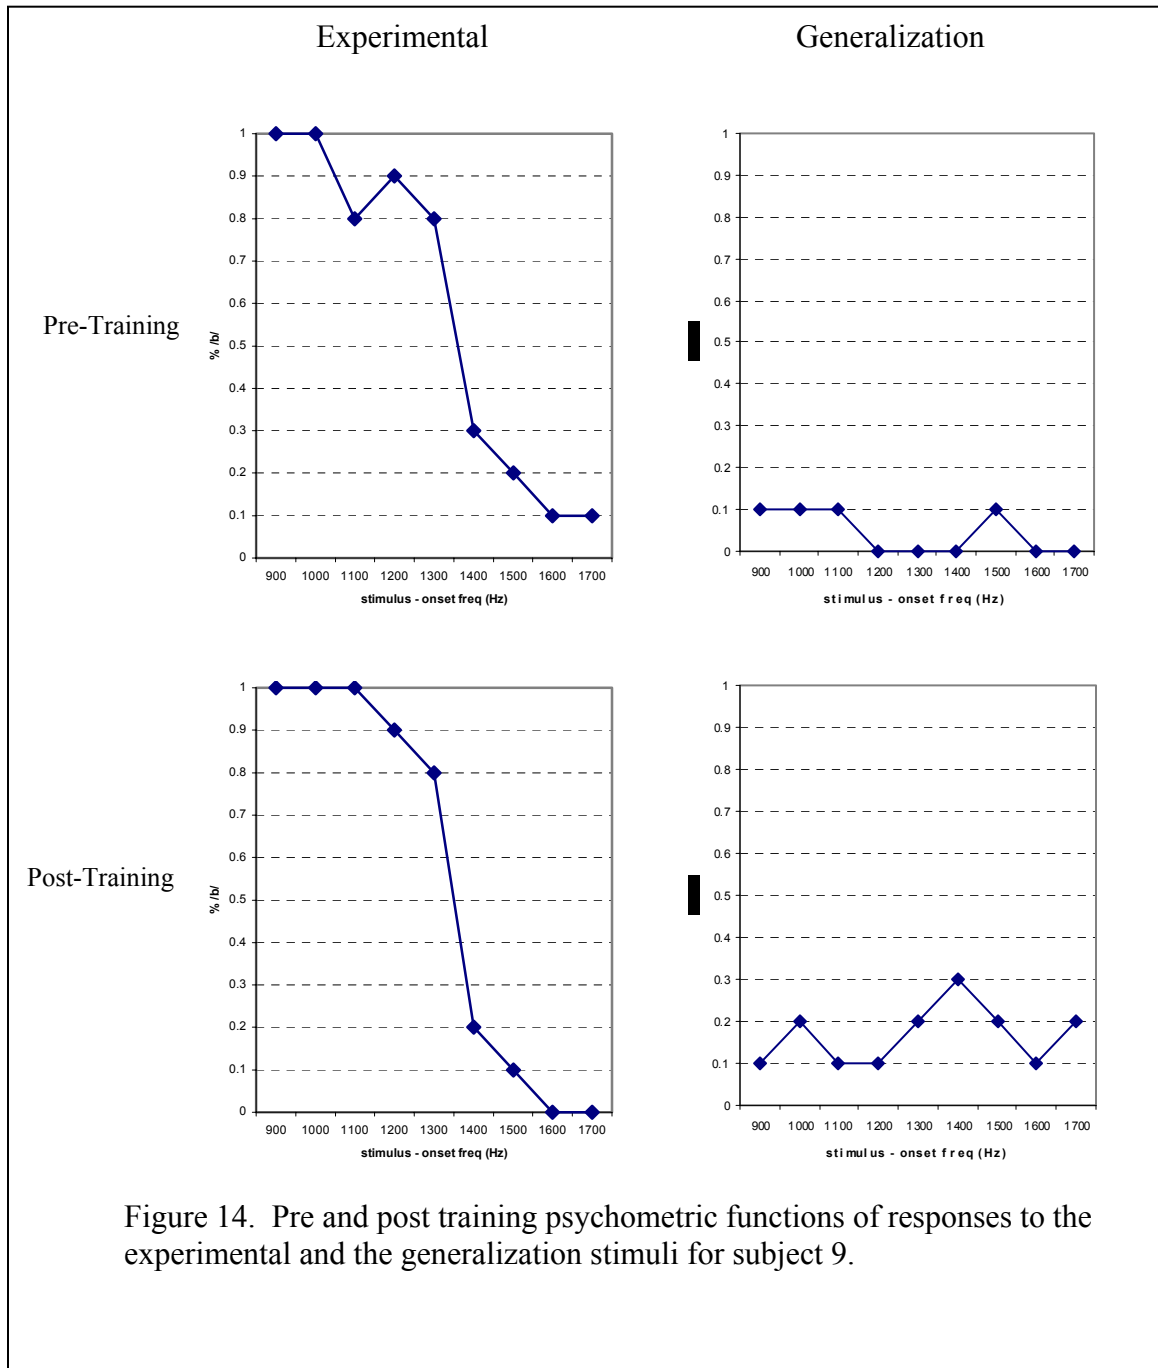 Experimental
Generalization
Pre-Training
1
0.9
0.8
0.7
0.6
0.5
0.4
0.3
0.2
0.1
0
% /b/
900 1000 1100 1200 1300 1400 1500 1600 1700
stimulus - onset freq (Hz)
1
0.9
0.8
0.7
0.6
0.5
0.4
0.3
0.2
0.1
0
900 1000 1100 1200 1300 1400 1500 1600 1700
stimulus - onset freq (Hz)
Post-Training
1
0.9
0.8
0.7
0.6
0.5
0.4
0.3
0.2
0.1
0
% /b/
900 1000 1100 1200 1300 1400 1500 1600 1700
stimulus - onset freq (Hz)
1
0.9
0.8
0.7
0.6
0.5
0.4
0.3
0.2
0.1
0
900 1000 1100 1200 1300 1400 1500 1600 1700
stimulus - onset freq (Hz)
Figure 14. Pre and post training psychometric functions of responses to the
experimental and the generalization stimuli for subject 9.